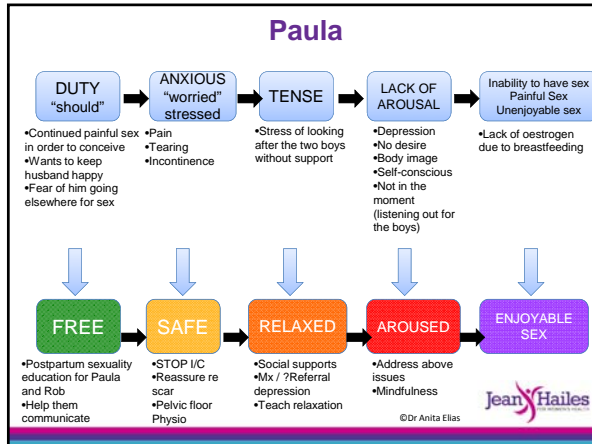 Paula
DUTY
“should”
ANXIOUS
“worried”
stressed
TENSE
LACK OF
AROUSAL
Inability to have sex
Painful Sex
Unenjoyable sex
•Continued painful sex
in order to conceive
•Wants to keep
husband happy
•Fear of him going
elsewhere for sex
•Pain
•Tearing
•Incontinence
•Stress of looking
after the two boys
without support
•Depression
•No desire
•Body image
•Self-conscious
•Not in the
moment
(listening out for
the boys)
•Lack of oestrogen
due to breastfeeding
FREE
SAFE
RELAXED
AROUSED
ENJOYABLE
SEX
•Postpartum sexuality
education for Paula
and Rob
•Help them
communicate
•STOP I/C
•Reassure re
scar
•Pelvic floor
Physio
•Social supports
•Mx / ?Referral
depression
•Teach relaxation
•Address above
issues
•Mindfulness
©Dr Anita Elias
Jean Hailes
FOR WOMEN'S HEALTH